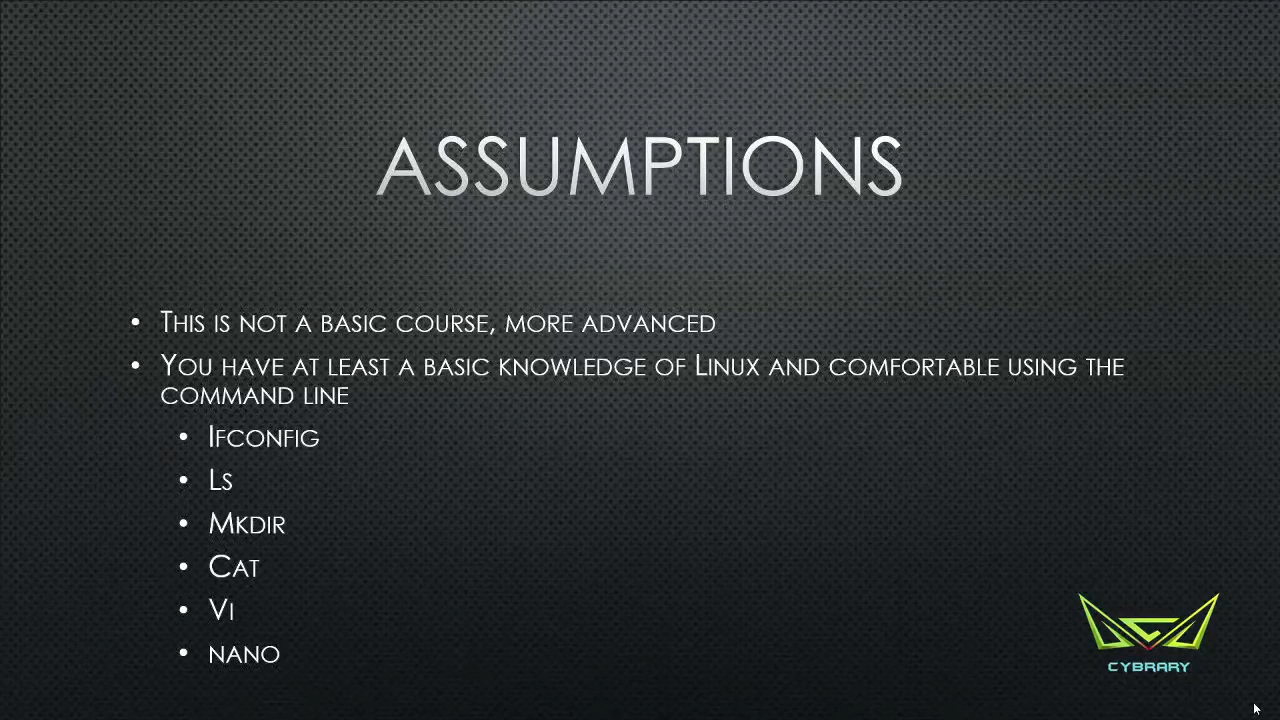 ASSUMPTIONS
• THIS IS NOT A BASIC COURSE, MORE ADVANCED
• YOU HAVE AT LEAST A BASIC KNOWLEDGE OF LINUX AND COMFORTABLE USING THE
COMMAND LINE
• IFCONFIG
• LS
• MKDIR
• CAT
• VI
• NANO
CYBRARY